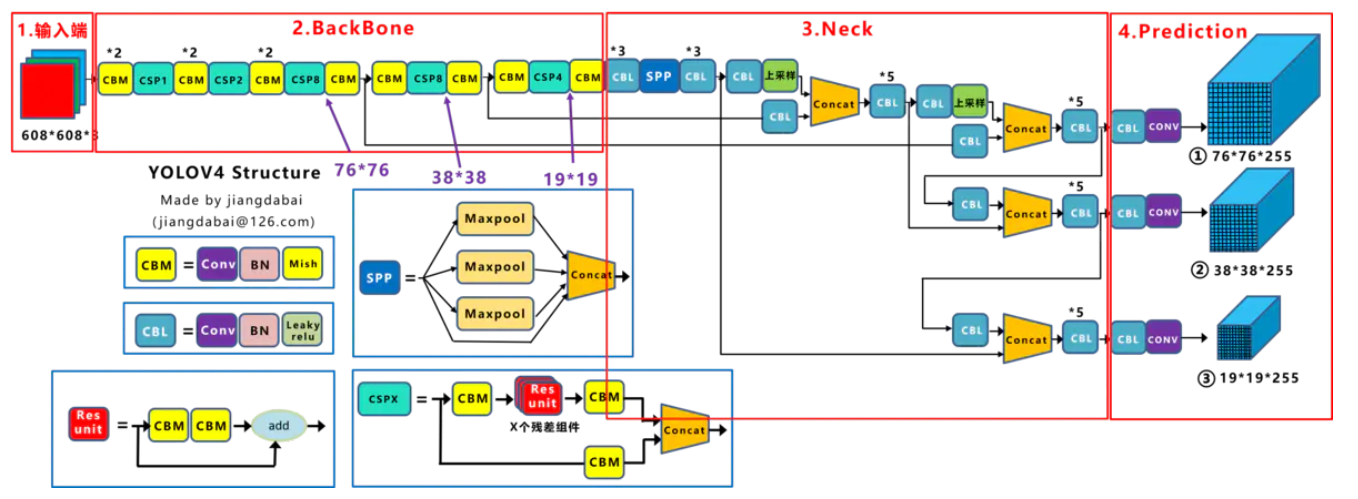 1.输入端
2.BackBone
3.Neck
4.Prediction
*2
*2
*2
*3
*3
CBM
CSP1
CBM
CSP2
CBM
CSP8
CBM
CBM
CSP8
CBM
CBM
CSP4
CBM
CBL
SPP
CBL
CBL
上采样
CBL
Concat
*5
CBL
CBL
上采样
CBL
Concat
*5
CBL
CBL
CONV
608*608*3
① 76*76*255
76*76
38*38
19*19
YOLOV4 Structure
Made by jiangdabai
(jiangdabai@126.com)
CBL
Concat
*5
CBL
CBL
CONV
② 38*38*255
CBL
Concat
*5
CBL
CBL
CONV
③ 19*19*255
CBM
=
Conv
BN
Mish
CBL
=
Conv
BN
Leaky
relu
SPP
=
Maxpool
Maxpool
Maxpool
Concat
Res
unit
=
CBM
CBM
add
CSPX
=
CBM
Res
unit
CBM
X个残差组件
CBM
Concat